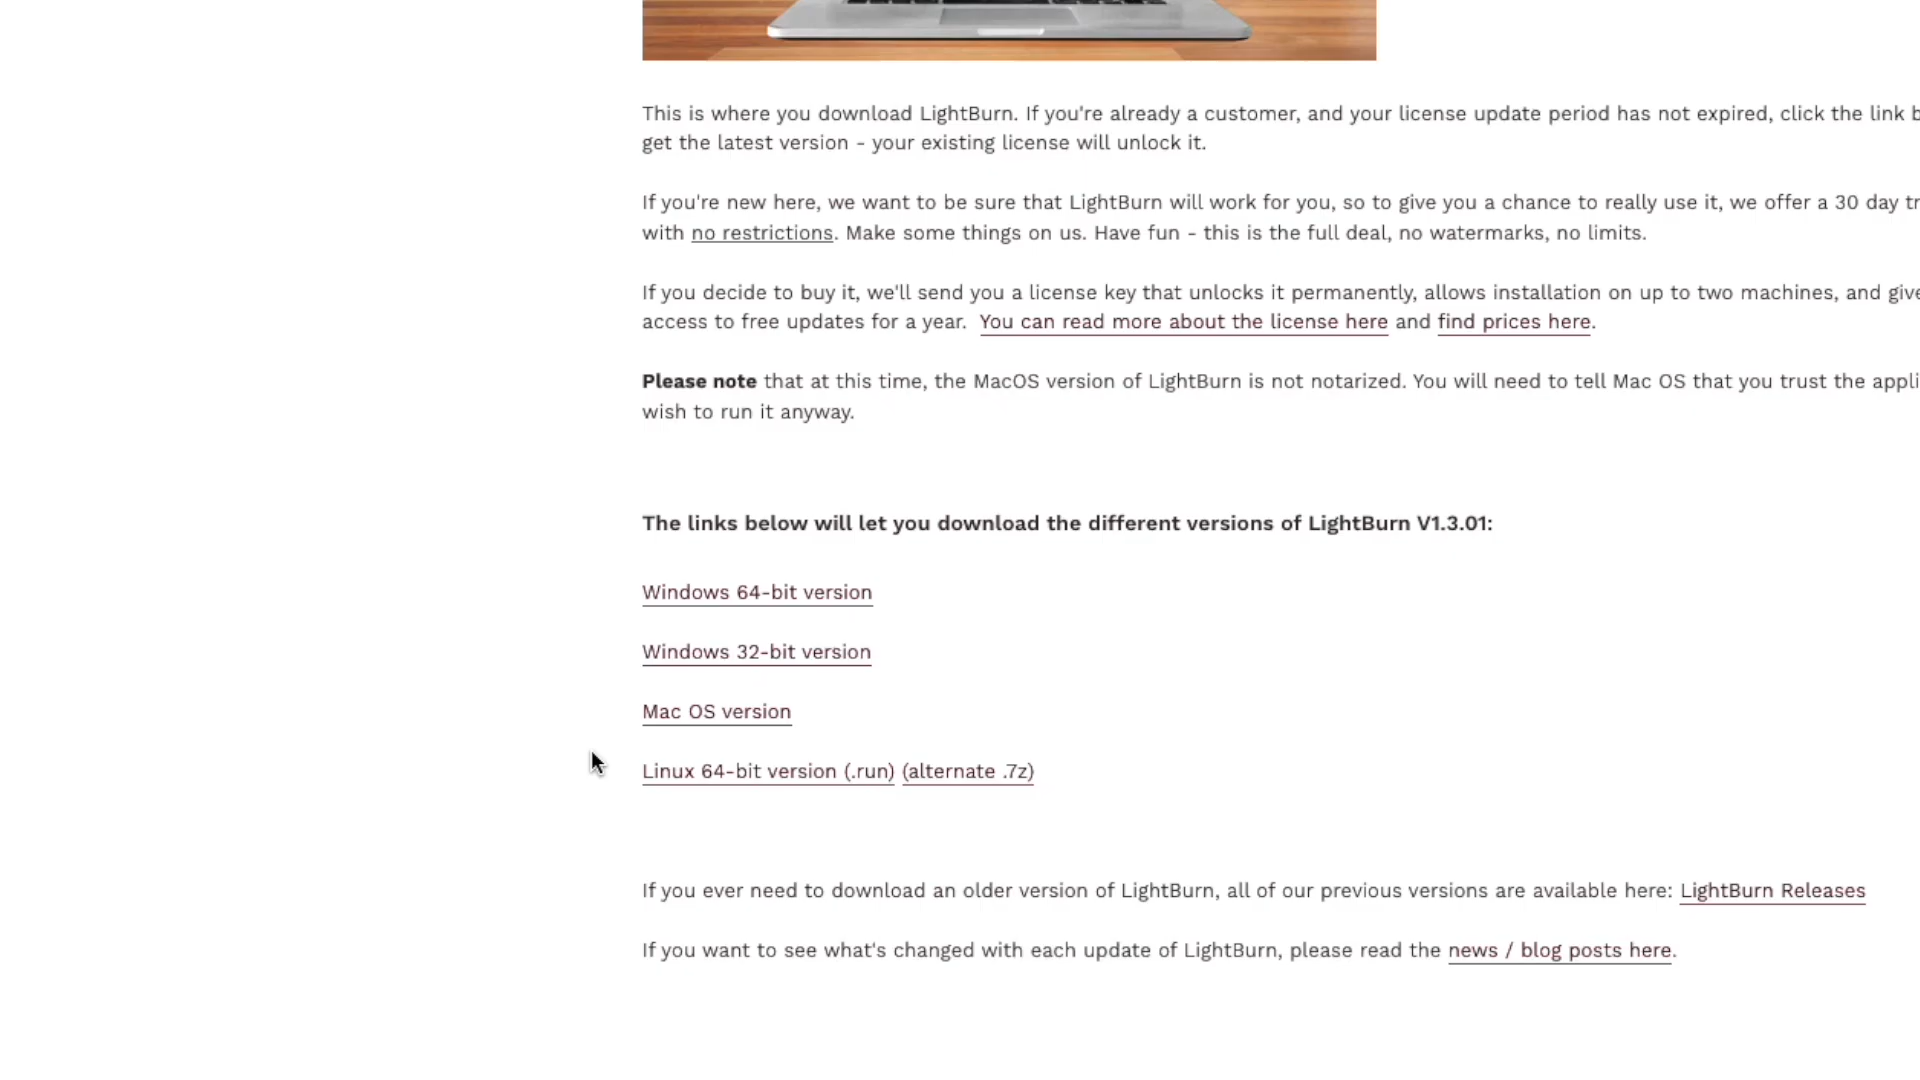 This is where you download LightBurn. If you're already a customer, and your license update period has not expired, click the link
get the latest version - your existing license will unlock it.
If you're new here, we want to be sure that LightBurn will work for you, so to give you a chance to really use it, we offer a 30 day
with no restrictions. Make some things on us. Have fun - this is the full deal, no watermarks, no limits.
If you decide to buy it, we'll send you a license key that unlocks it permanently, allows installation on up to two machines, and
access to free updates for a year. You can read more about the license here and find prices here.
Please note that at this time, the MacOS version of LightBurn is not notarized. You will need to tell Mac OS that you trust the
wish to run it anyway.
The links below will let you download the different versions of LightBurn V1.3.01:
Windows 64-bit version
Windows 32-bit version
Mac OS version
Linux 64-bit version (.run) (alternate .7z)
If you ever need to download an older version of LightBurn, all of our previous versions are available here: LightBurn Releases
If you want to see what's changed with each update of LightBurn, please read the news / blog posts here.